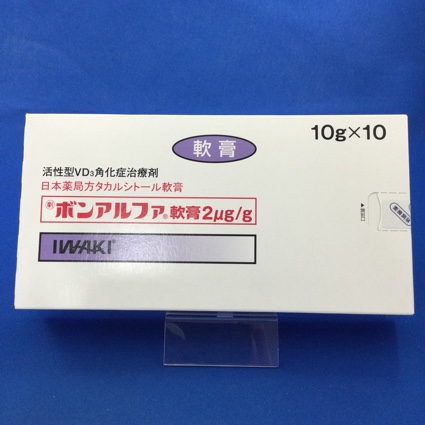 軟膏
10g×10
活性型VD₃角化症治療剤
日本薬局方タカルシトール軟膏
劇 ボンアルファ®軟膏2μg/g
IWAKI